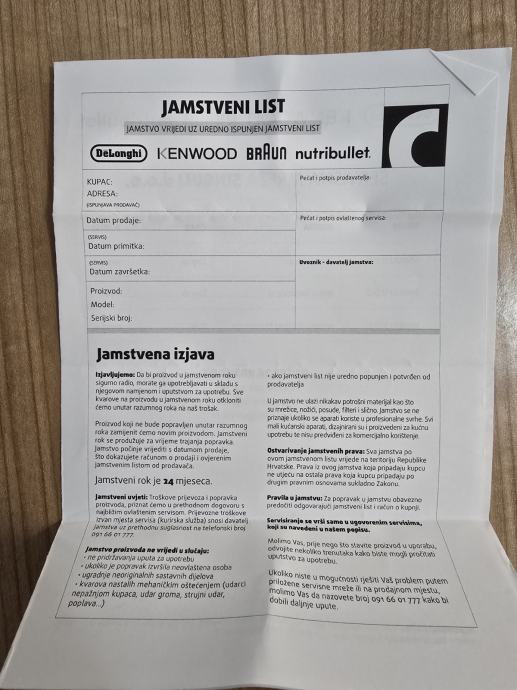 JAMSTVENI LIST
JAMSTVO VRIJEDI UZ UREDNO ISPUNJEN JAMSTVENI LIST
DeLonghi KENWOOD BRAUN nutribullet.
KUPAC:
ADRESA:
(ISPUNJAVA PRODAVAČ)
Pečat i potpis prodavatelja:
Datum prodaje:
Pečat i potpis ovlaštenog servisa:
(SERVIS)
Datum primitka:
(SERVIS)
Datum završetka:
Uvoznik - davatelj jamstva:
Proizvod:
Model:
Serijski broj:
Jamstvena izjava
Izjavljujemo: Da bi proizvod u jamstvenom roku
sigurno radio, morate ga upotrebljavati u skladu s
njegovom namjenom i uputstvom za upotrebu. Sve
kvarove na proizvodu u jamstvenom roku otkloniti
ćemo unutar razumnog roka na naš trošak.
Proizvod koji ne bude popravljen unutar razumnog
roka zamijenit ćemo novim proizvodom. Jamstveni
rok se produžuje za vrijeme trajanja popravka.
Jamstvo počinje vrijediti s datumom prodaje,
što dokazujete računom o prodaji i ovjerenim
jamstvenim listom od prodavača.
Jamstveni rok je 24 mjeseca.
Jamstveni uvjeti: Troškove prijevoza i popravka
proizvoda, priznat ćemo u prethodnom dogovoru s
najbližim ovlaštenim servisom. Prijevozne troškove
izvan mjesta servisa (kurirska služba) snosi davatelj
jamstva uz prethodnu suglasnost na telefonski broj
091 66 01 777.
Jamstvo proizvoda ne vrijedi u slučaju:
• ne pridržavanja uputa za upotrebu
• ukoliko je popravak izvršila neovlaštena osoba
• ugradnje neoriginalnih sastavnih dijelova
• kvarova nastalih mehaničkim oštećenjem (udarci
nepažnjom kupaca, udar groma, strujni udar,
poplava...)
• ako jamstveni list nije uredno popunjen i potvrđen od
prodavatelja
U jamstvo ne ulazi nikakav potrošni materijal kao što
su mrežice, nožići, posude, filteri i slično. Jamstvo se ne
priznaje ukoliko se aparati koriste u profesionalne svrhe. Svi
mali kućanski aparati, dizajnirani su i proizvedeni za kućnu
upotrebu te nisu predviđeni za komercijalno korištenje.
Ostvarivanje jamstvenih prava: Sva jamstva po
ovom jamstvenom listu vrijede na teritoriju Republike
Hrvatske. Prava iz ovog jamstva koja pripadaju kupcu
ne utječu na ostala prava koja kupcu pripadaju po
drugim pravnim osnovama sukladno Zakonu.
Pravila u jamstvu: Za popravak u jamstvu obavezno
predočiti odgovarajući jamstveni list i račun o kupnji.
Servisiranje se vrši samo u ugovorenim servisima,
koji su navedeni u našem popisu.
Molimo Vas, prije nego što stavite proizvod u uporabu,
odvojite nekoliko trenutaka kako biste mogli pročitati
uputstvo za upotrebu.
Ukoliko niste u mogućnosti riješiti Vaš problem putem
priložene servisne mreže ili na prodajnom mjestu,
molimo Vas da nazovete broj 091 66 01 777 kako bi
dobili daljnje upute.